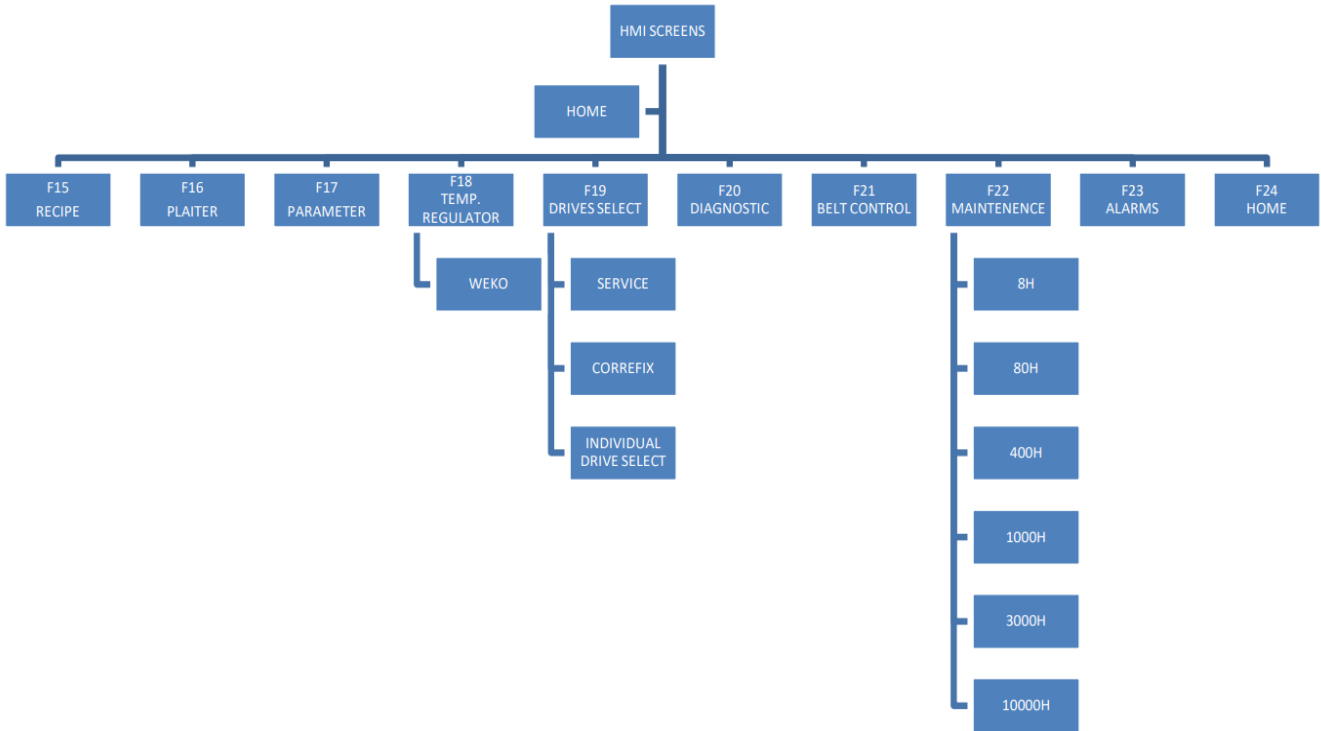 HMI SCREENS
HOME
F15
RECIPE
F16
PLAITER
F17
PARAMETER
F18
TEMP.
REGULATOR
F19
DRIVES SELECT
F20
DIAGNOSTIC
F21
BELT CONTROL
F22
MAINTENENCE
F23
ALARMS
F24
HOME
WEKO
SERVICE
CORREFIX
INDIVIDUAL
DRIVE SELECT
8H
80H
400H
1000H
3000H
10000H